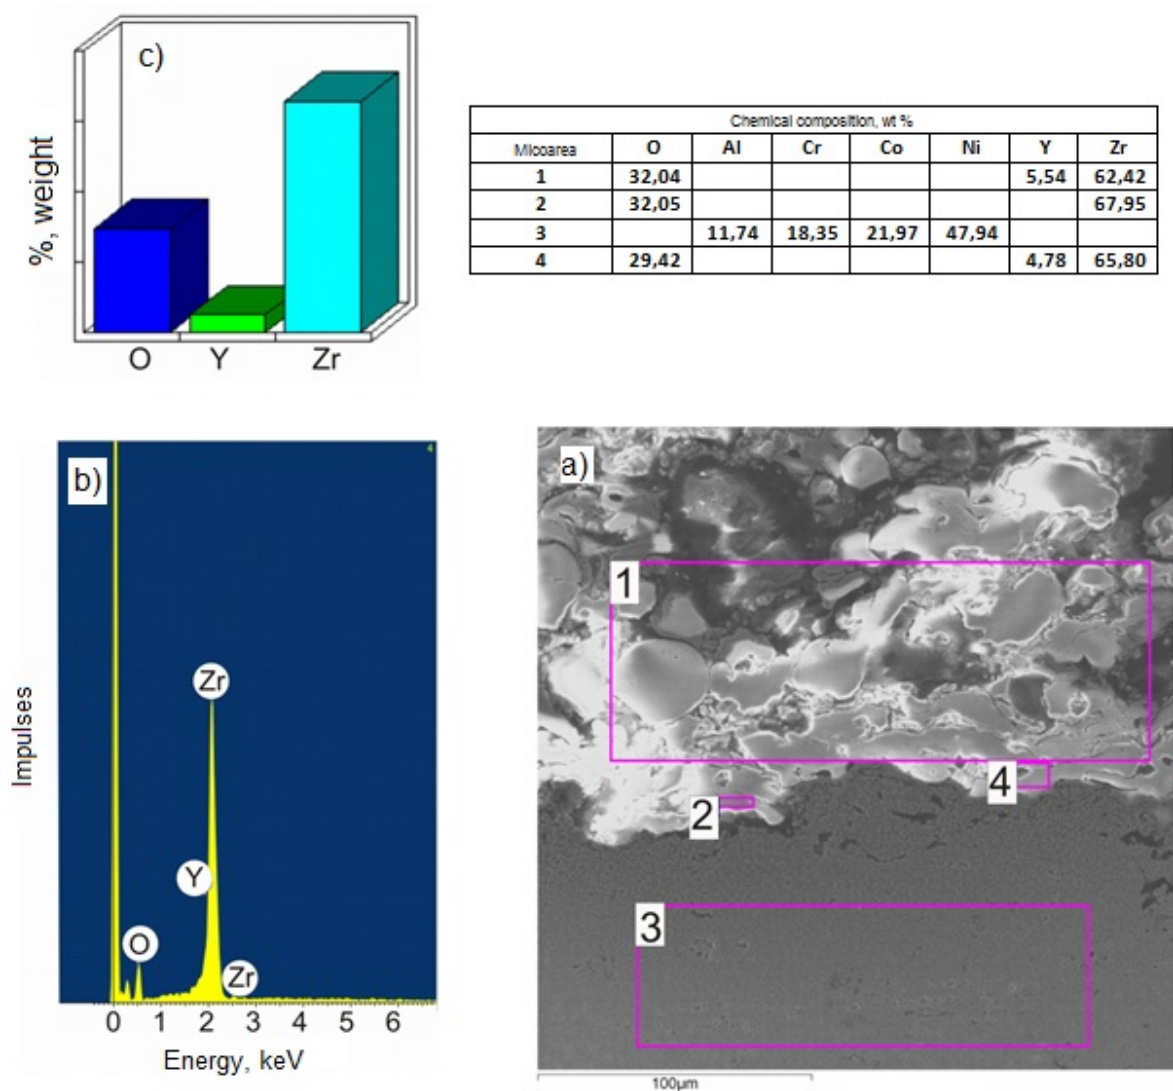 c)
%, weight
O Y Zr
Chemical composition, wt %
Micoarea O Al Cr Co Ni Y Zr
1 32,04 5,54 62,42
2 32,05 67,95
3 11,74 18,35 21,97 47,94
4 29,42 4,78 65,80
b)
4
Impulses
Zr
Y
O
Zr
0 1 2 3 4 5 6
Energy, keV
a)
1
4
2
3
100µm